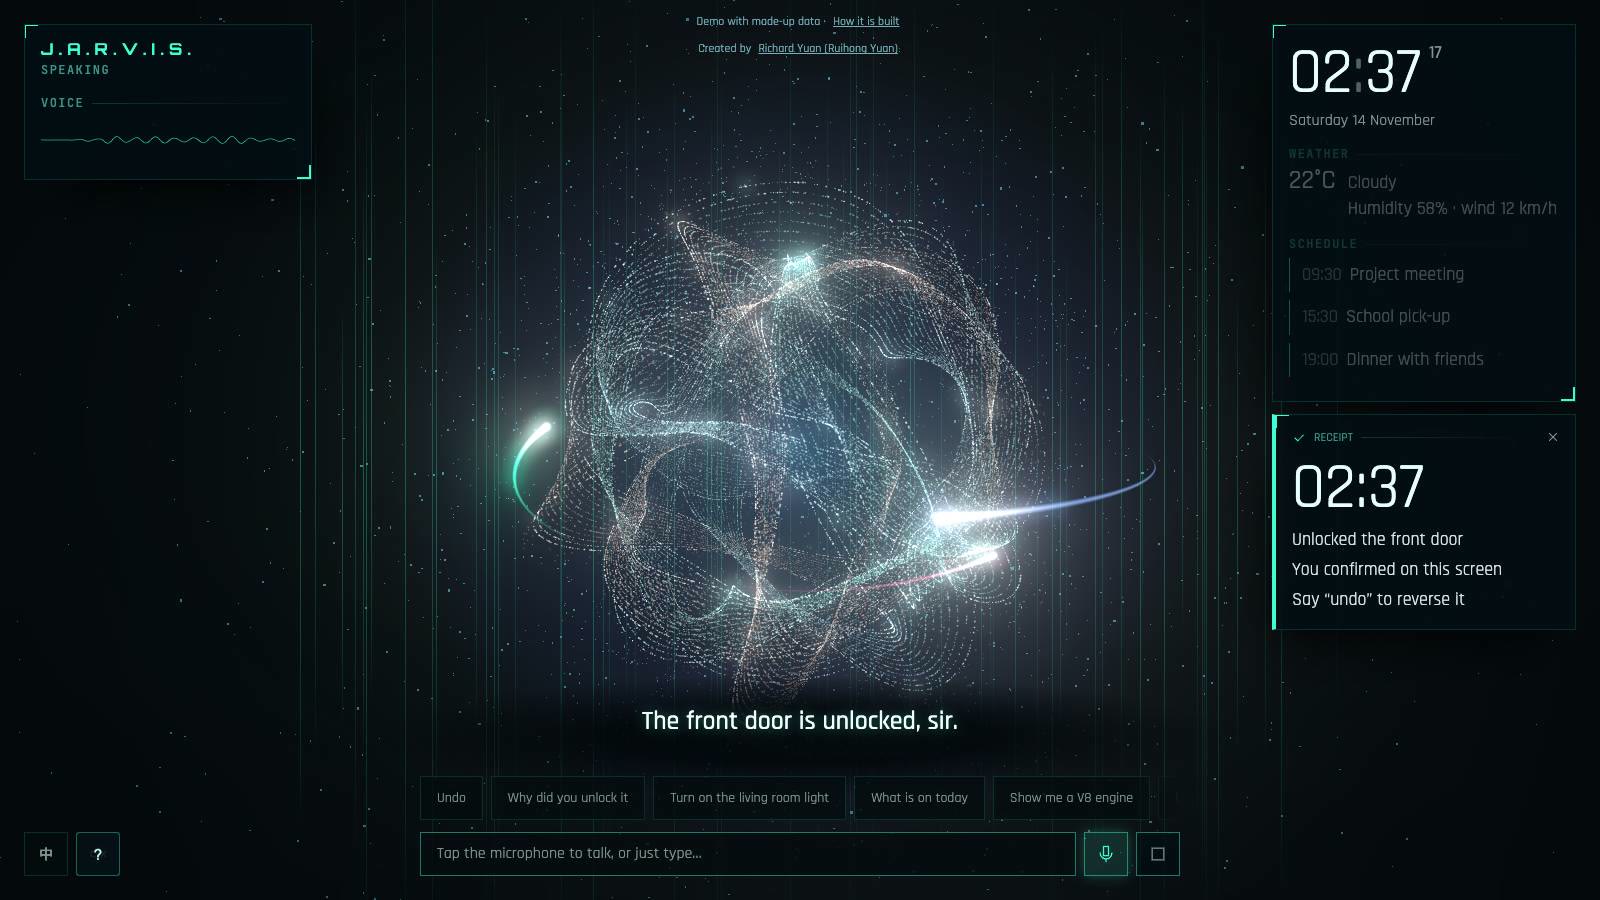 Demo with made-up data · How it is built
Created by Richard Yuan (Ruihong Yuan).
J.A.R.V.I.S.
SPEAKING
VOICE
02:37 17
Saturday 14 November
WEATHER
22°C Cloudy
Humidity 58% · wind 12 km/h
SCHEDULE
09:30 Project meeting
15:30 School pick-up
19:00 Dinner with friends
RECEIPT
02:37
Unlocked the front door
You confirmed on this screen
Say “undo” to reverse it
The front door is unlocked, sir.
Undo
Why did you unlock it
Turn on the living room light
What is on today
Show me a V8 engine
Tap the microphone to talk, or just type...
中
?